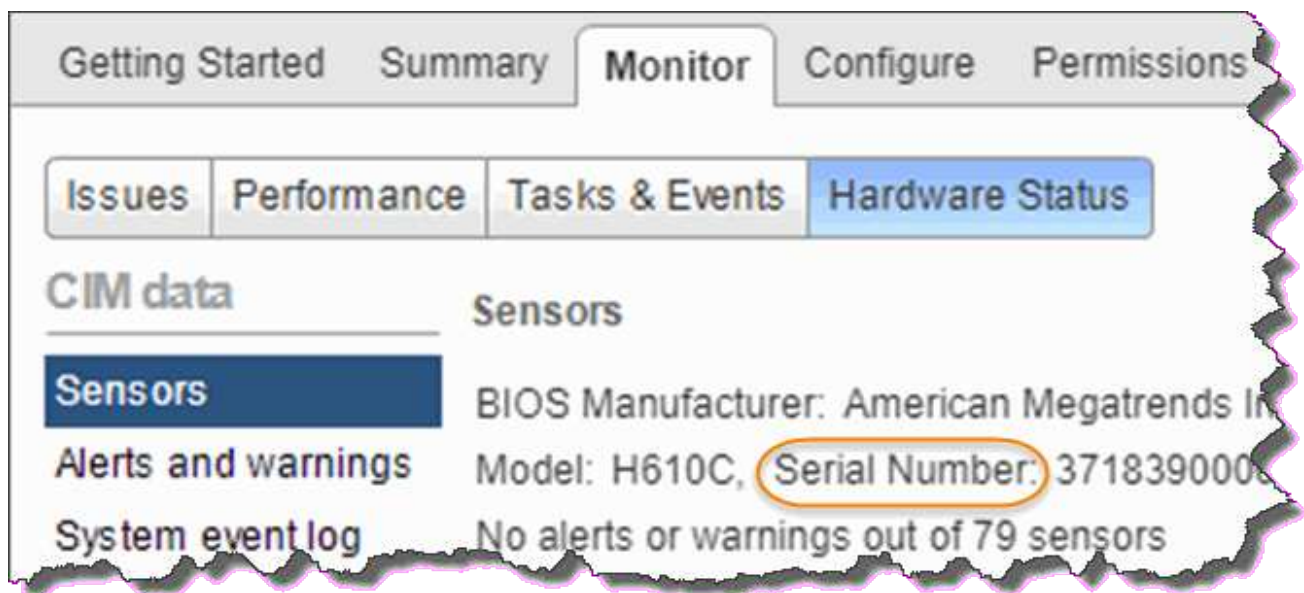 Getting Started Summary Monitor Configure Permissions
Issues Performance Tasks & Events Hardware Status
CIM data
Sensors
Sensors
BIOS Manufacturer: American Megatrends
Alerts and warnings
Model: H610C, Serial Number:
System event log
No alerts or warnings out of 79 sensors